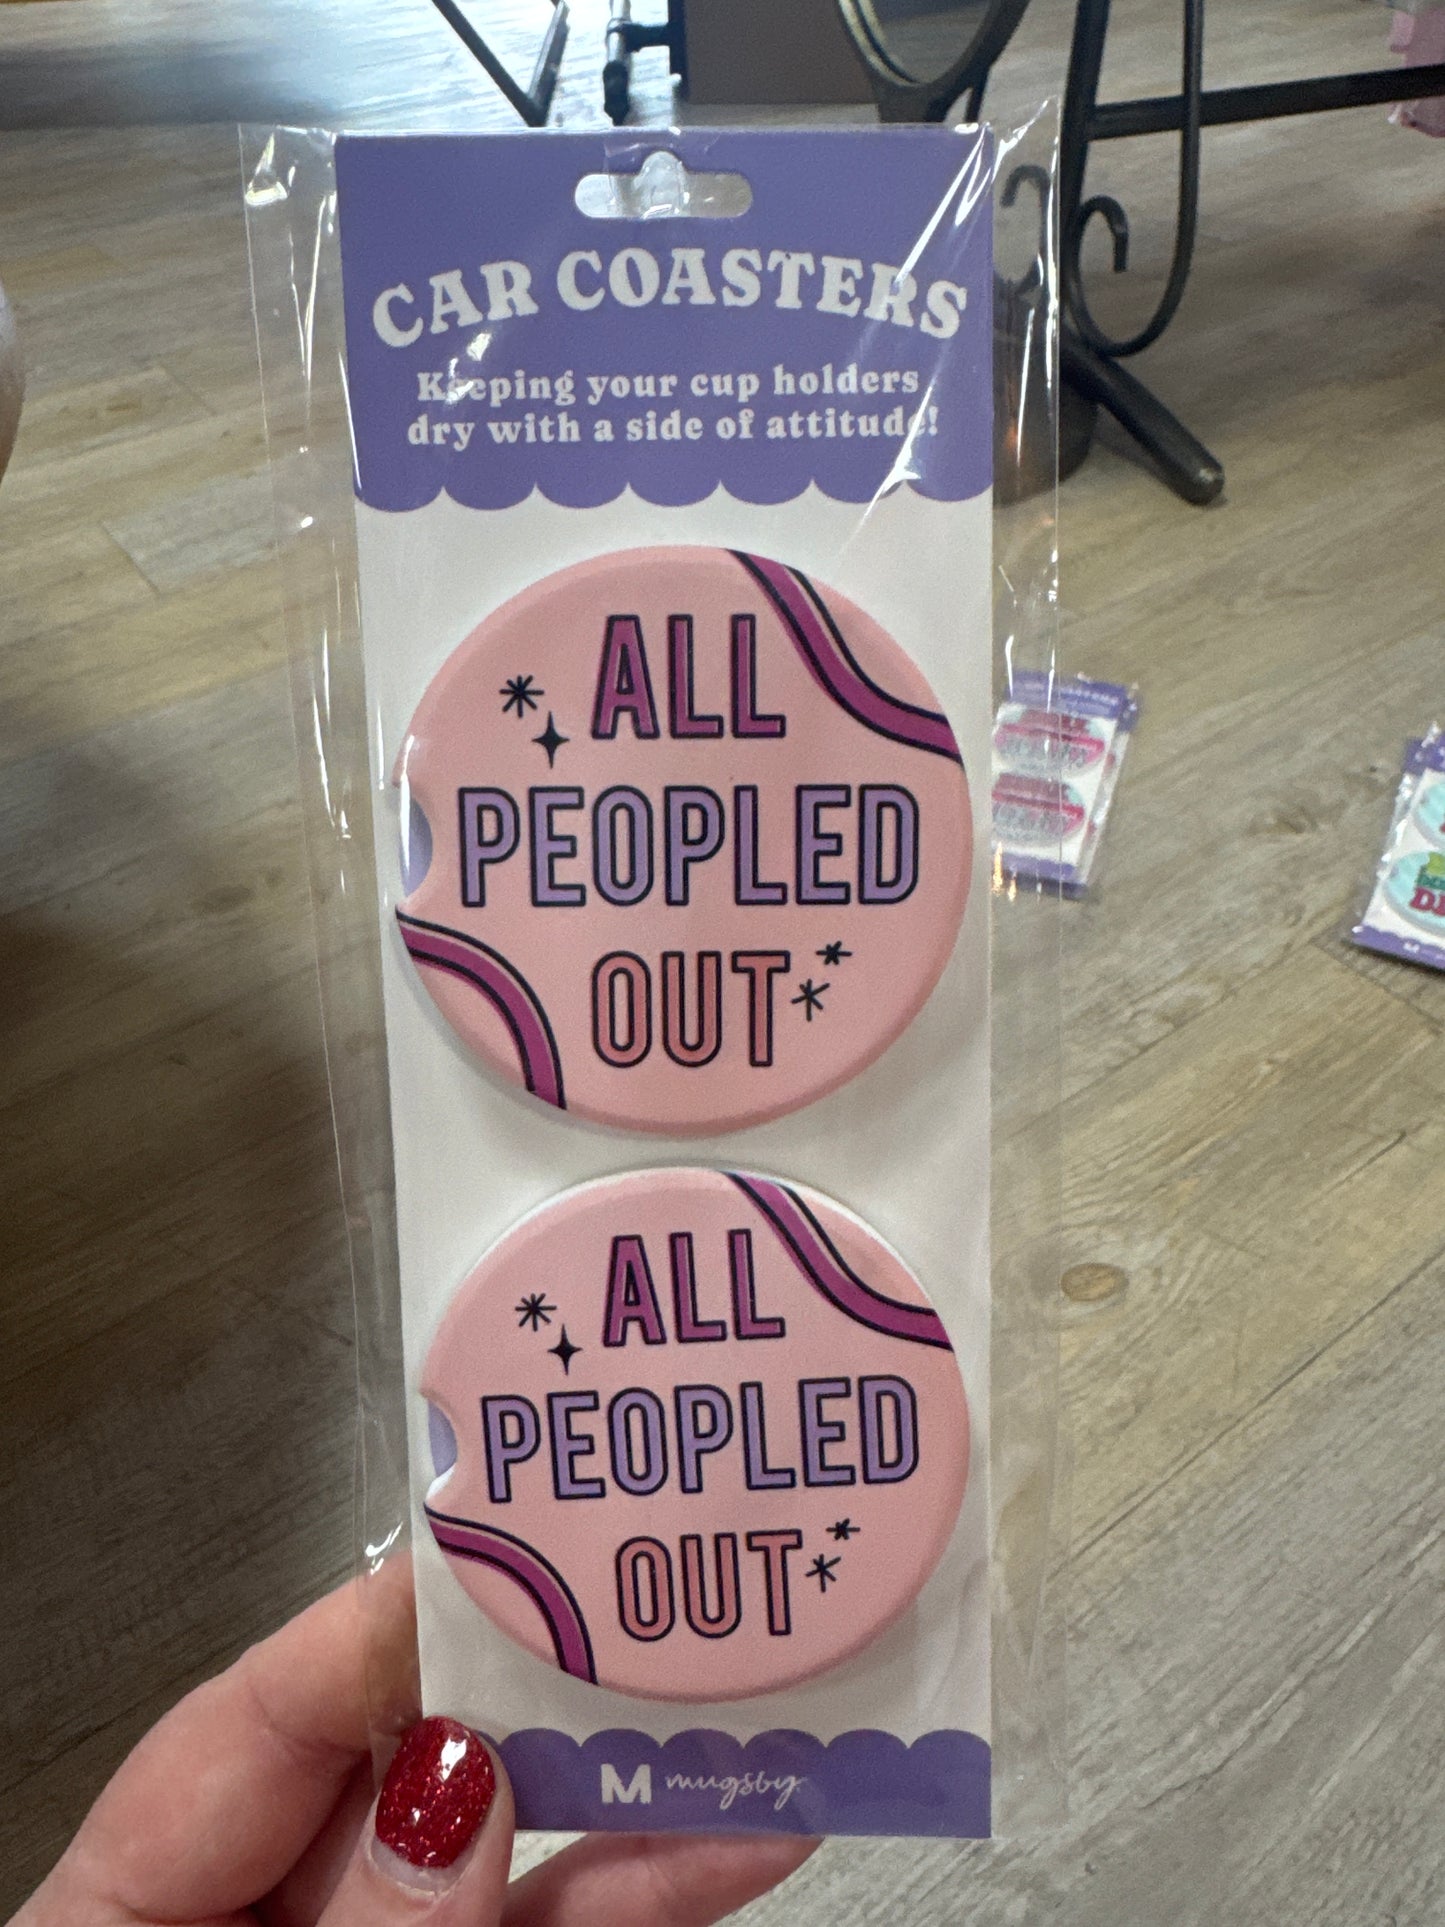 CAR COASTERS
Keeping your cup holders
dry with a side of attitude!
ALL
PEOPLED
OUT
ALL
PEOPLED
OUT
M mugsby